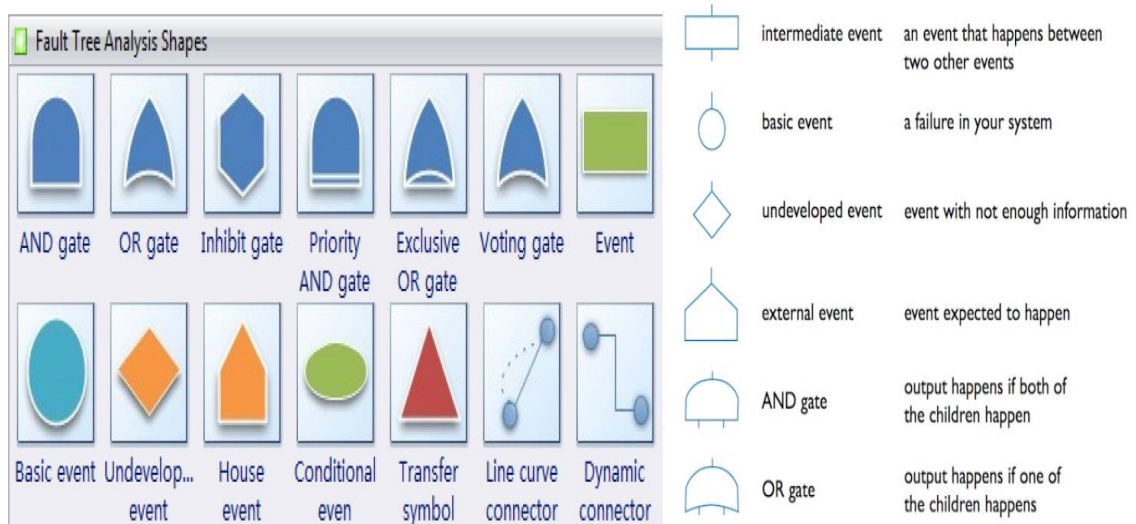 Fault Tree Analysis Shapes
AND gate
OR gate
Inhibit gate
Priority
AND gate
Exclusive
OR gate
Voting gate
Event
Basic event
Undevelop...
event
House
event
Conditional
even
Transfer
symbol
Line curve
connector
Dynamic
connector
intermediate event
an event that happens between
two other events
basic event
a failure in your system
undeveloped event
event with not enough information
external event
event expected to happen
AND gate
output happens if both of
the children happen
OR gate
output happens if one of
the children happens